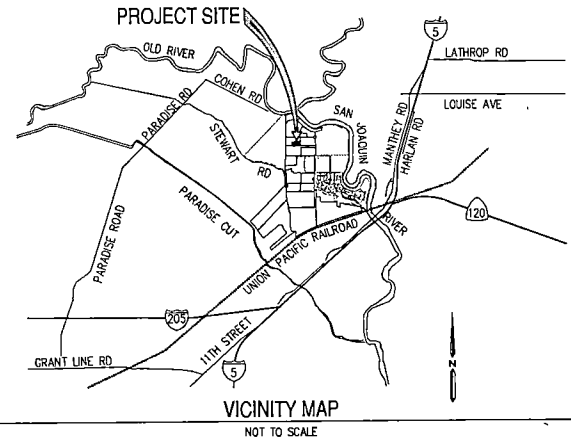 PROJECT SITE
5
OLD RIVER
LATHROP RD
COHEN RD
LOUISE AVE
PARADISE RD
SAN
JOAQUIN
RIVER
MANTHEY RD
HARLAN RD
STEWART
RD
120
PARADISE CUT
PARADISE ROAD
UNION PACIFIC RAILROAD
205
11TH STREET
GRANT LINE RD
5
N
VICINITY MAP
NOT TO SCALE